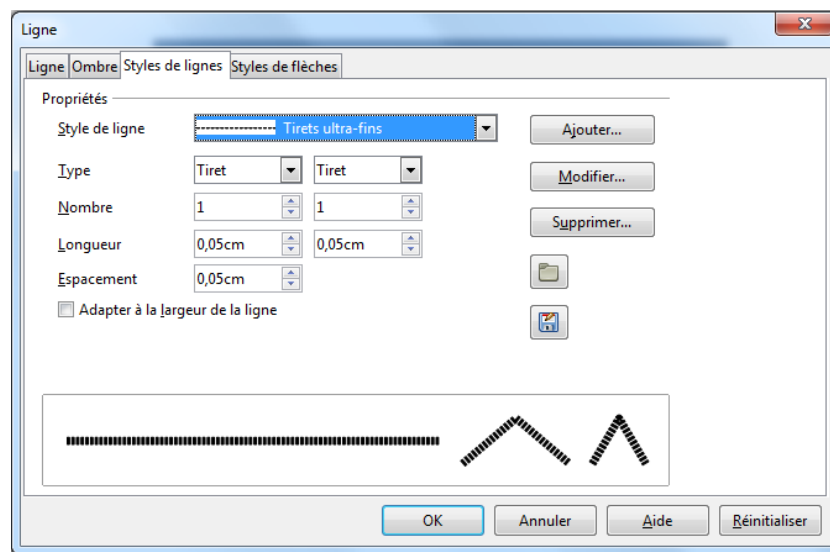 Ligne
Ligne Ombre Styles de lignes Styles de flèches
Propriétés
Style de ligne Tirets ultra-fins Ajouter...
Type Tiret Tiret Modifier...
Nombre 1 1
Supprimer...
Longueur 0,05cm 0,05cm
Espacement 0,05cm
Adapter à la largeur de la ligne
OK Annuler Aide Réinitialiser